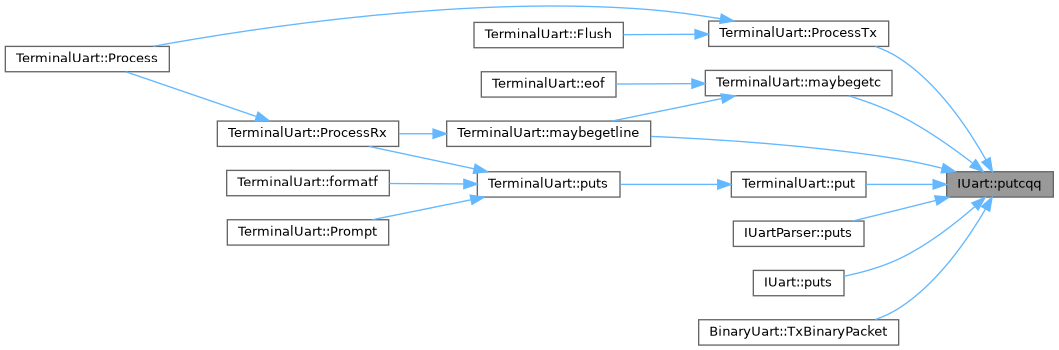 TerminalUart::Process
TerminalUart::Flush
TerminalUart::ProcessTx
TerminalUart::eof
TerminalUart::maybegetc
TerminalUart::ProcessRx
TerminalUart::maybegetline
TerminalUart::formatf
TerminalUart::puts
TerminalUart::put
IUart::putcqq
TerminalUart::Prompt
IUartParser::puts
IUart::puts
BinaryUart::TxBinaryPacket